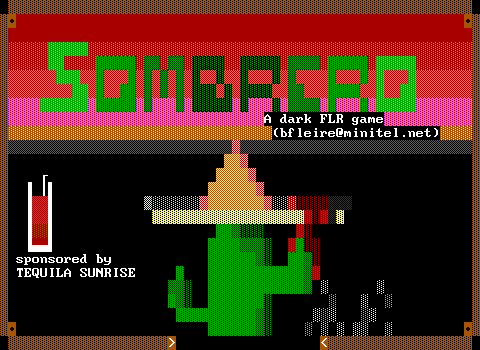 SOMBRERO
A dark FLR game
(bfleire@minitel.net)
sponsored by
TEQUILA SUNRISE
> <